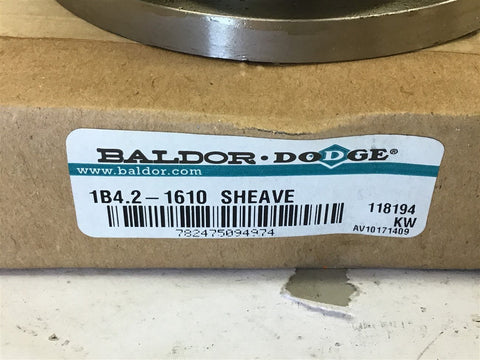 BALDOR·DODGE®
www.baldor.com
1B4.2-1610 SHEAVE
118194
KW
782475094974
AV10171409